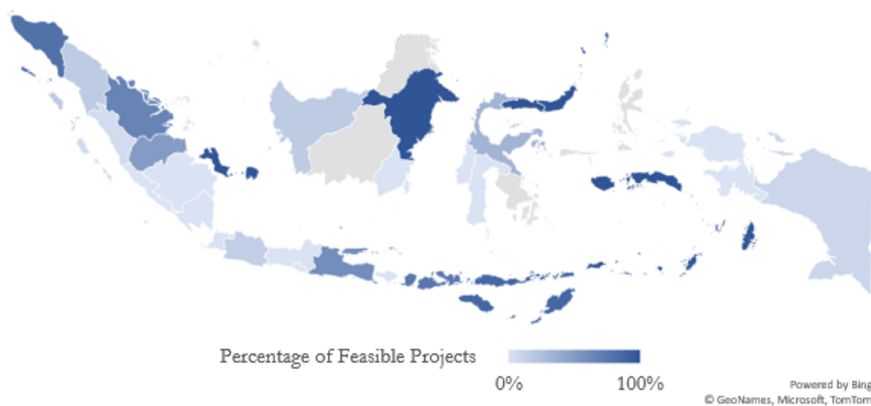 Percentage of Feasible Projects
0%
100%
Powered by Bing
© GeoNames, Microsoft, TomTom